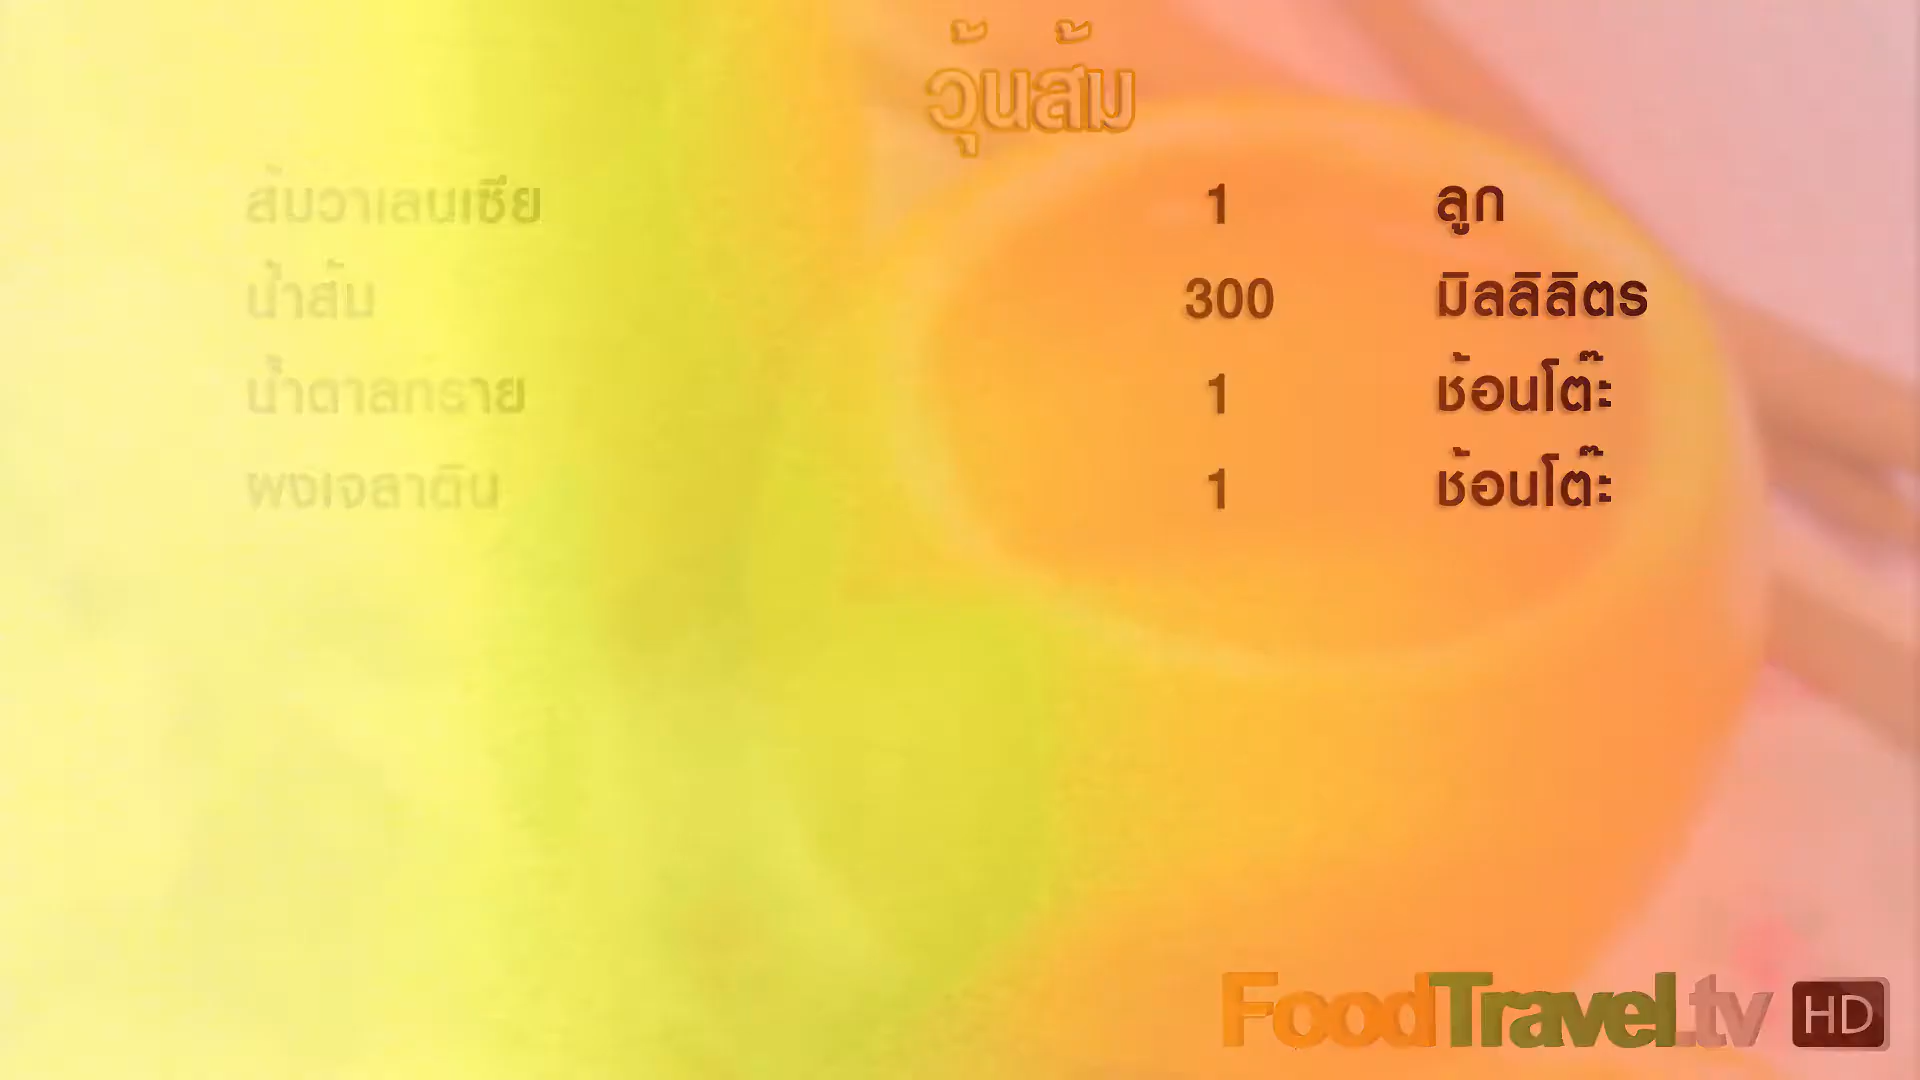 วุ้นส้ม
ส้มวาเลนเซีย 1 ลูก
น้ำส้ม 300 มิลลิลิตร
น้ำตาลทราย 1 ช้อนโต๊ะ
ผงเจลาติน 1 ช้อนโต๊ะ
FoodTravel.tv HD